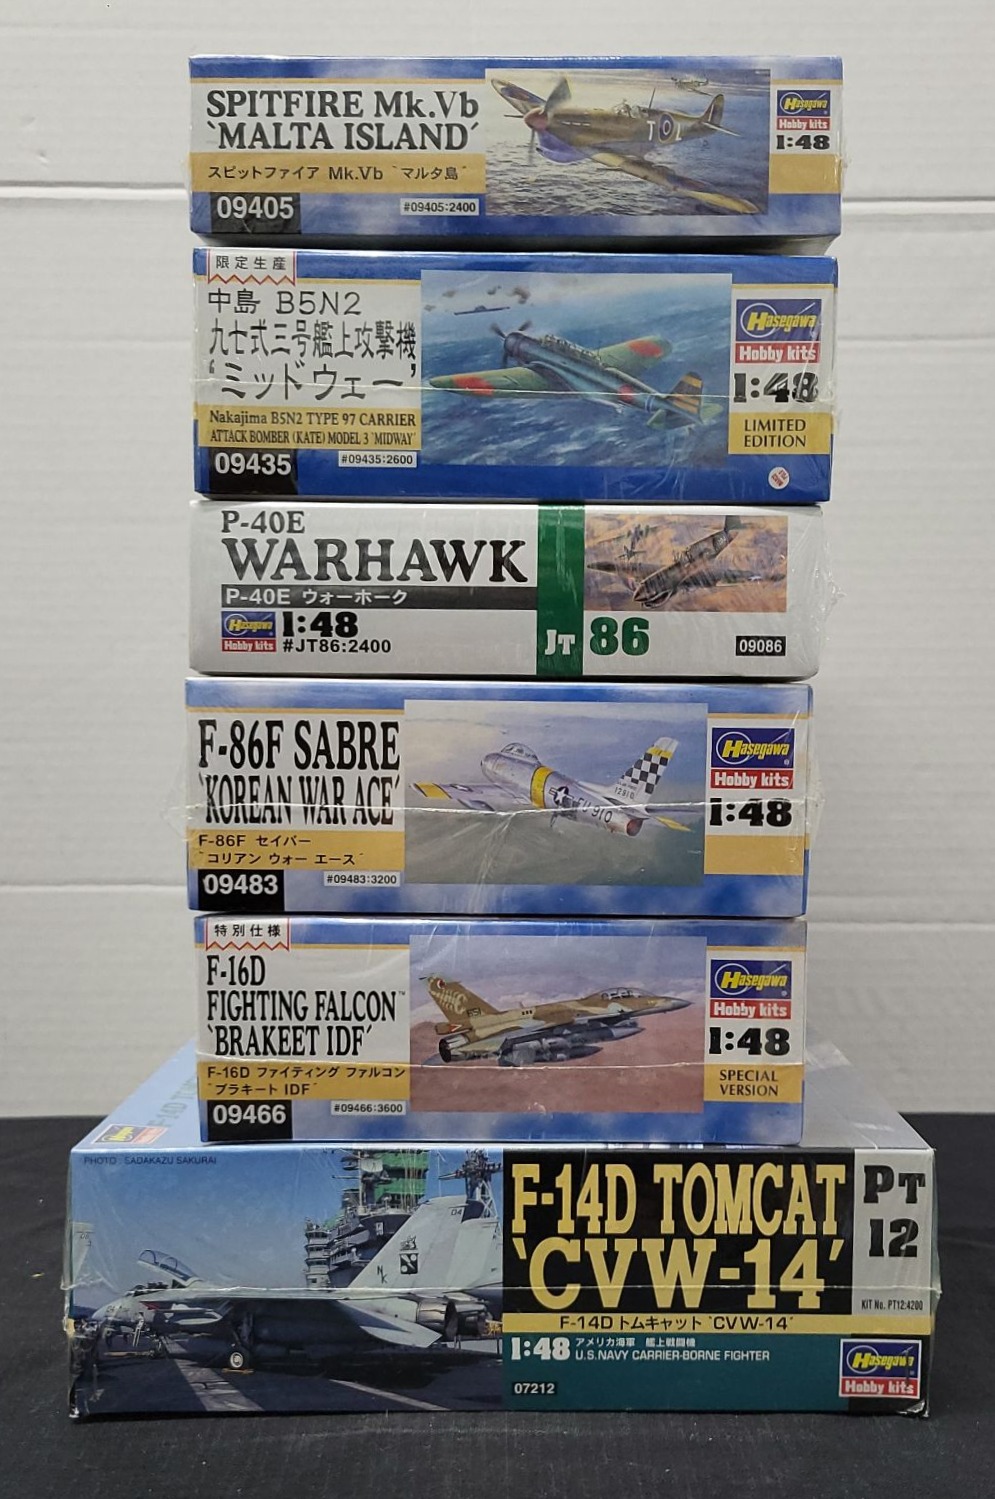 SPITFIRE Mk.Vb
‵MALTA ISLAND′
スピットファイア Mk.Vb ‵マルタ島′
09405
#09405:2400
Hasegawa
Hobby kits
1:48
限定生産
中島 B5N2
九七式三号艦上攻撃機
‵ミッドウェー′
Nakajima B5N2 TYPE 97 CARRIER
ATTACK BOMBER (KATE) MODEL 3 ‵MIDWAY′
09435
#09435:2600
Hasegawa
Hobby kits
1:48
LIMITED
EDITION
P-40E
WARHAWK
P-40E ウォーホーク
Hasegawa
Hobby kits
1:48
#JT86:2400
JT 86
09086
F-86F SABRE
‵KOREAN WAR ACE′
F-86F セイバー
‵コリアン ウォー エース′
09483
#09483:3200
FU-910
12910
Hasegawa
Hobby kits
1:48
特別仕様
F-16D
FIGHTING FALCON™
‵BRAKEET IDF′
F-16D ファイティング ファルコン
‵ブラキート IDF′
09466
#09466:3600
Hasegawa
Hobby kits
1:48
SPECIAL
VERSION
PHOTO : SADAKAZU SAKURAI
NK
F-14D TOMCAT
‵CVW-14′
F-14D トムキャット ‵CVW-14′
1:48
アメリカ海軍 艦上戦闘機
U.S.NAVY CARRIER-BORNE FIGHTER
07212
PT
12
KIT No. PT12:4200
Hasegawa
Hobby kits